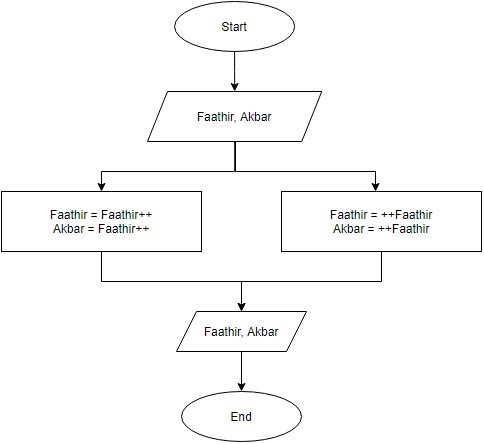 Start
Faathir, Akbar
Faathir = Faathir++
Akbar = Faathir++
Faathir = ++Faathir
Akbar = ++Faathir
Faathir, Akbar
End